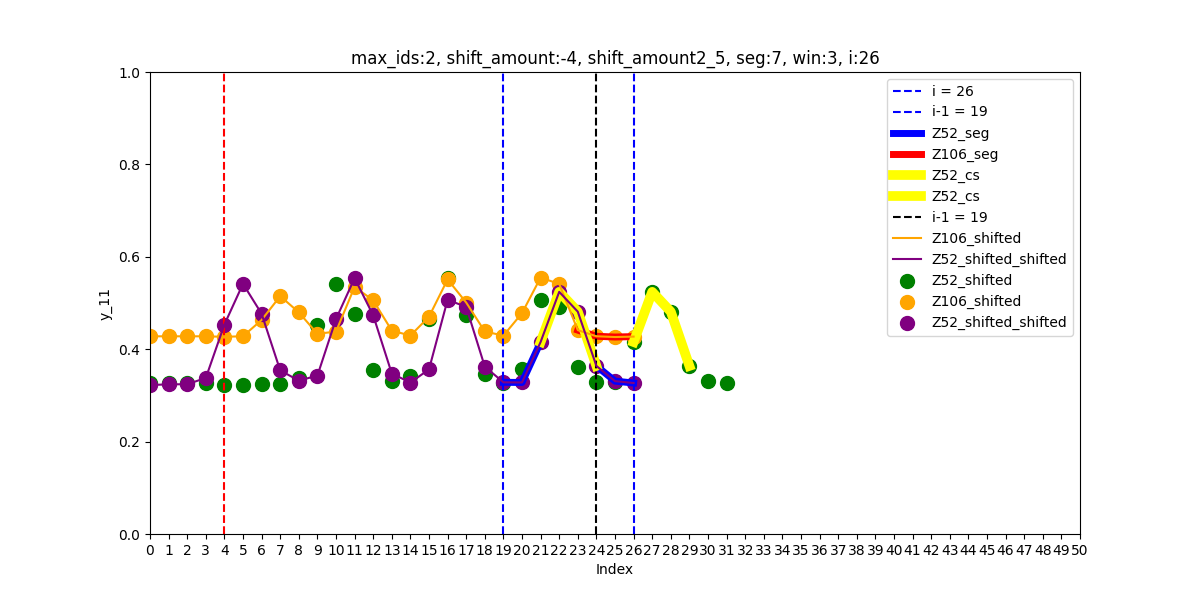 max_ids:2, shift_amount:-4, shift_amount2_5, seg:7, win:3, i:26
1.0
0.8
0.6
0.4
0.2
0.0
y_11
i = 26
i-1 = 19
Z52_seg
Z106_seg
Z52_cs
Z52_cs
i-1 = 19
Z106_shifted
Z52_shifted_shifted
Z52_shifted
Z106_shifted
Z52_shifted_shifted
0 1 2 3 4 5 6 7 8 9 10 11 12 13 14 15 16 17 18 19 20 21 22 23 24 25 26 27 28 29 30 31 32 33 34 35 36 37 38 39 40 41 42 43 44 45 46 47 48 49 50
Index